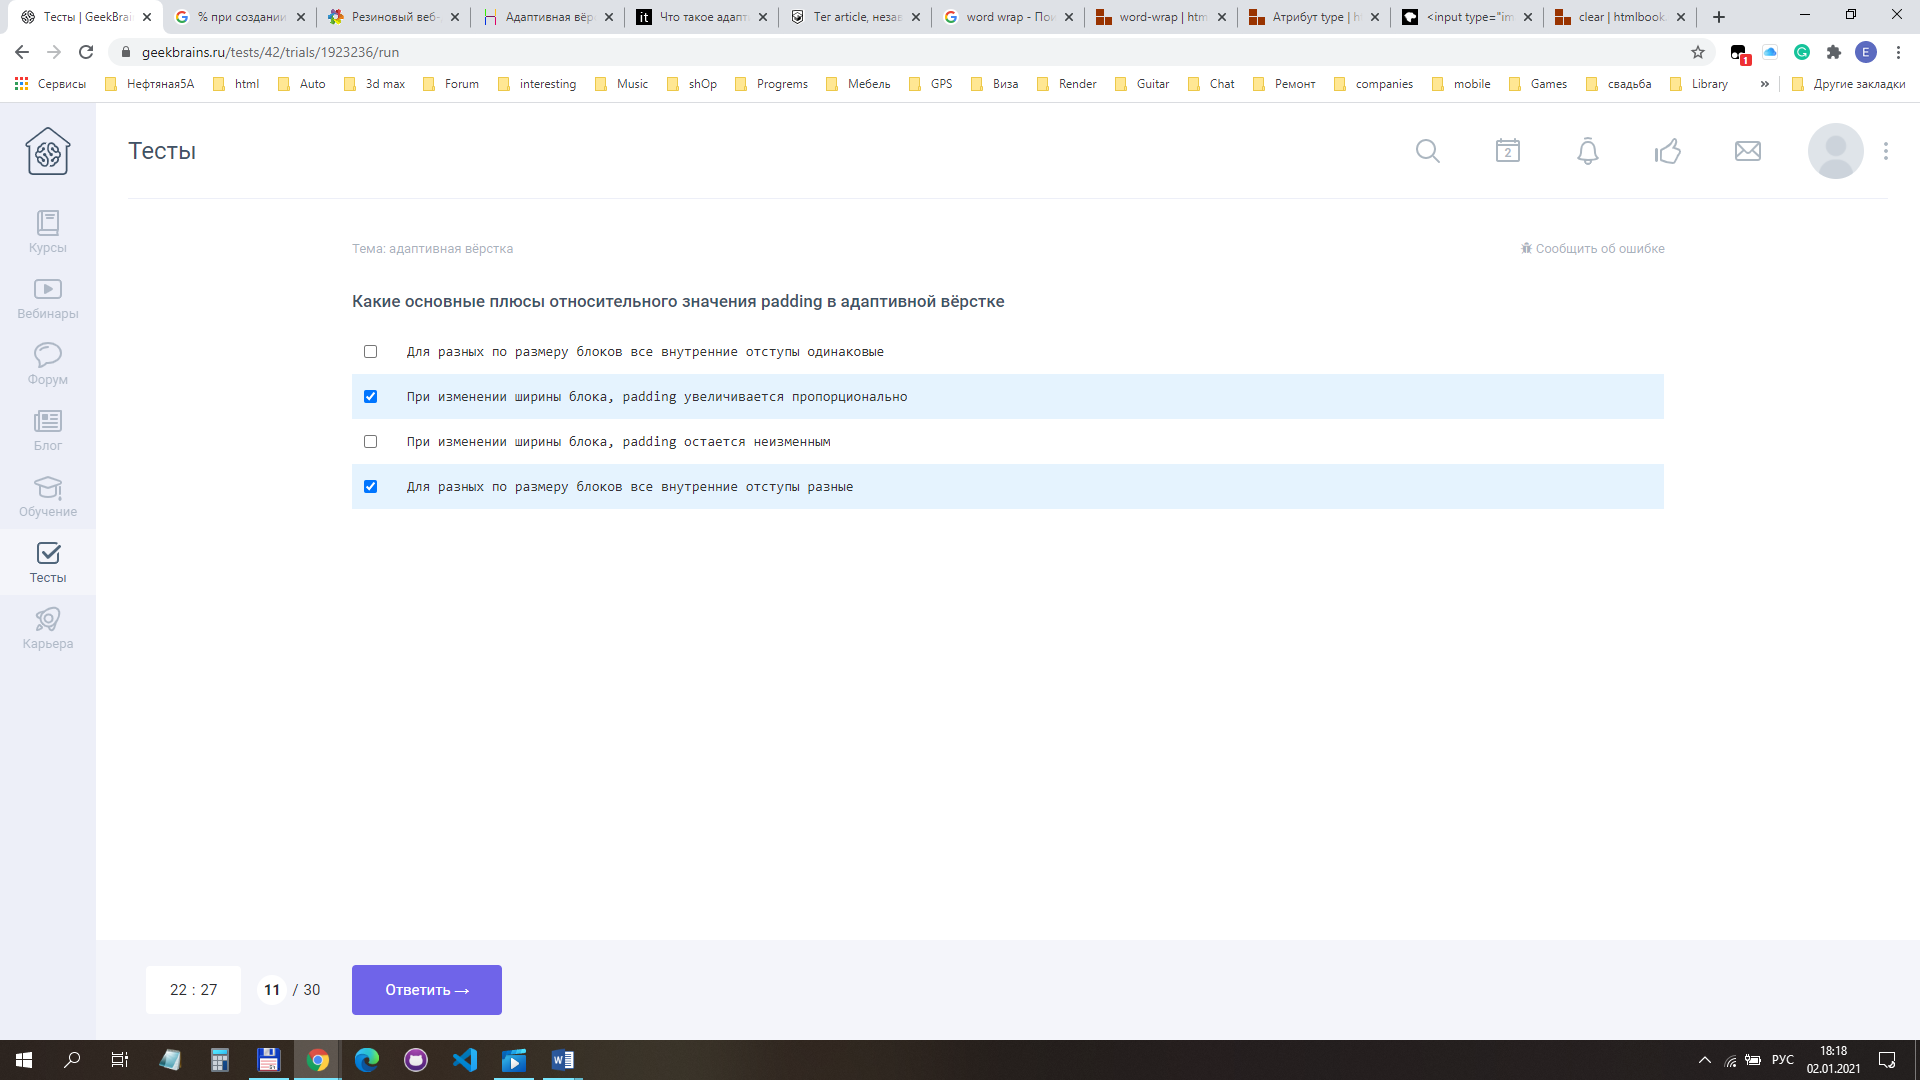 Тесты | GeekBrai
% при создании
Резиновый веб-
Адаптивная вёр
Что такое адапт
Тег article, незав
word wrap - Пои
word-wrap | htm
Атрибут type | h
<input type="im
clear | htmlbook
geekbrains.ru/tests/42/trials/1923236/run
1
E
Сервисы
Нефтяная5А
html
Auto
3d max
Forum
interesting
Music
shOp
Progrems
Мебель
GPS
Виза
Render
Guitar
Chat
Ремонт
companies
mobile
Games
свадьба
Library
»
Другие закладки
Тесты
2
Курсы
Вебинары
Форум
Блог
Обучение
Тесты
Карьера
Тема: адаптивная вёрстка
Сообщить об ошибке
Какие основные плюсы относительного значения padding в адаптивной вёрстке
Для разных по размеру блоков все внутренние отступы одинаковые
При изменении ширины блока, padding увеличивается пропорционально
При изменении ширины блока, padding остается неизменным
Для разных по размеру блоков все внутренние отступы разные
22 : 27
11 / 30
Ответить →
РУС
18:18
02.01.2021